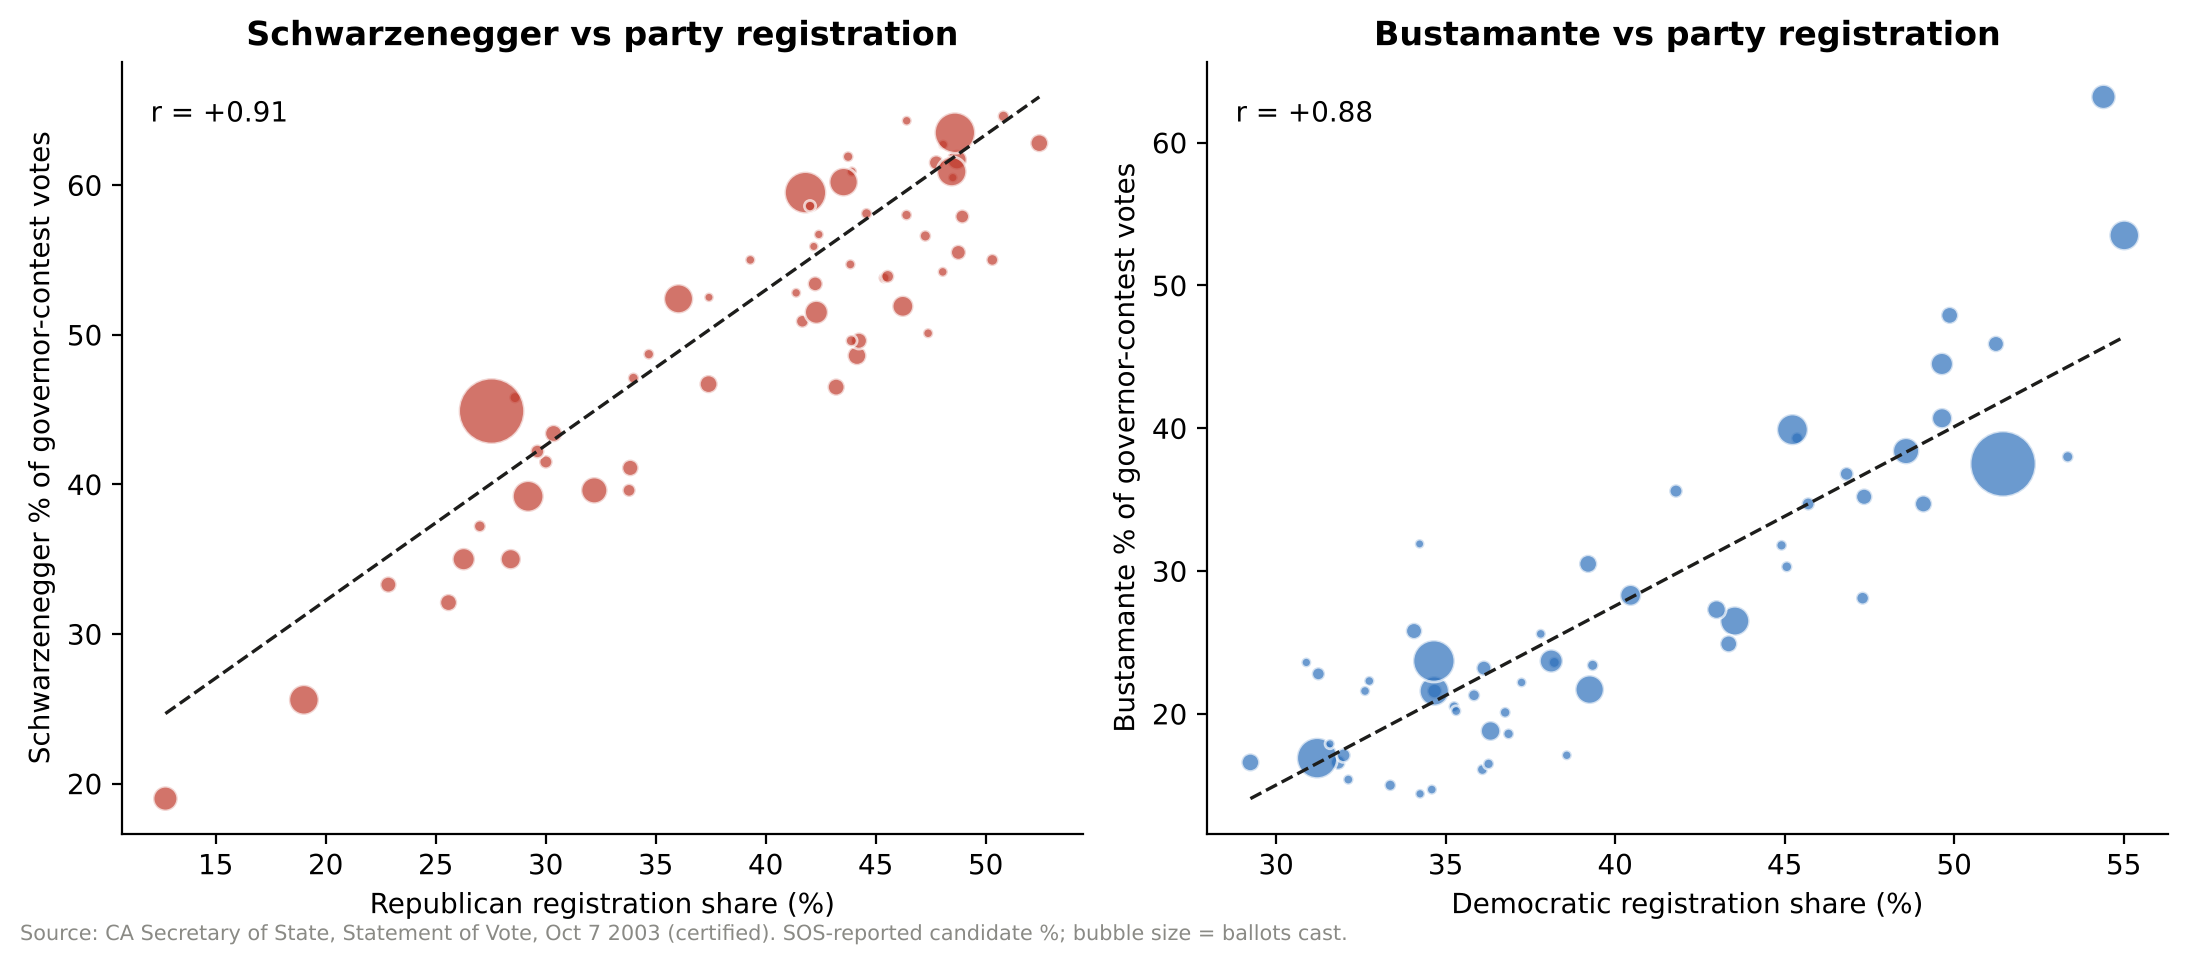 Schwarzenegger vs party registration
r = +0.91
Schwarzenegger % of governor-contest votes
60
50
40
30
20
15 20 25 30 35 40 45 50
Republican registration share (%)
Bustamante vs party registration
r = +0.88
Bustamante % of governor-contest votes
60
50
40
30
20
30 35 40 45 50 55
Democratic registration share (%)
Source: CA Secretary of State, Statement of Vote, Oct 7 2003 (certified). SOS-reported candidate %; bubble size = ballots cast.